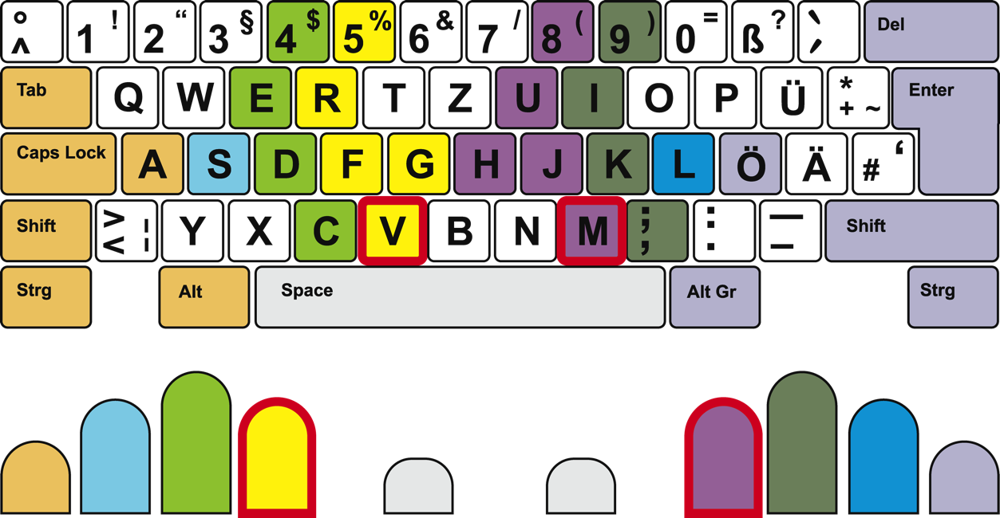 ° ^ 1 ! 2 “ 3 § 4 $ 5 % 6 & 7 / 8 ( 9 ) 0 = ß ? ` ´ Del
Tab Q W E R T Z U I O P Ü * + ~ Enter
Caps Lock A S D F G H J K L Ö Ä # ‘
Shift > < ¦ Y X C V B N M ; , : . — – Shift
Strg Alt Space Alt Gr Strg